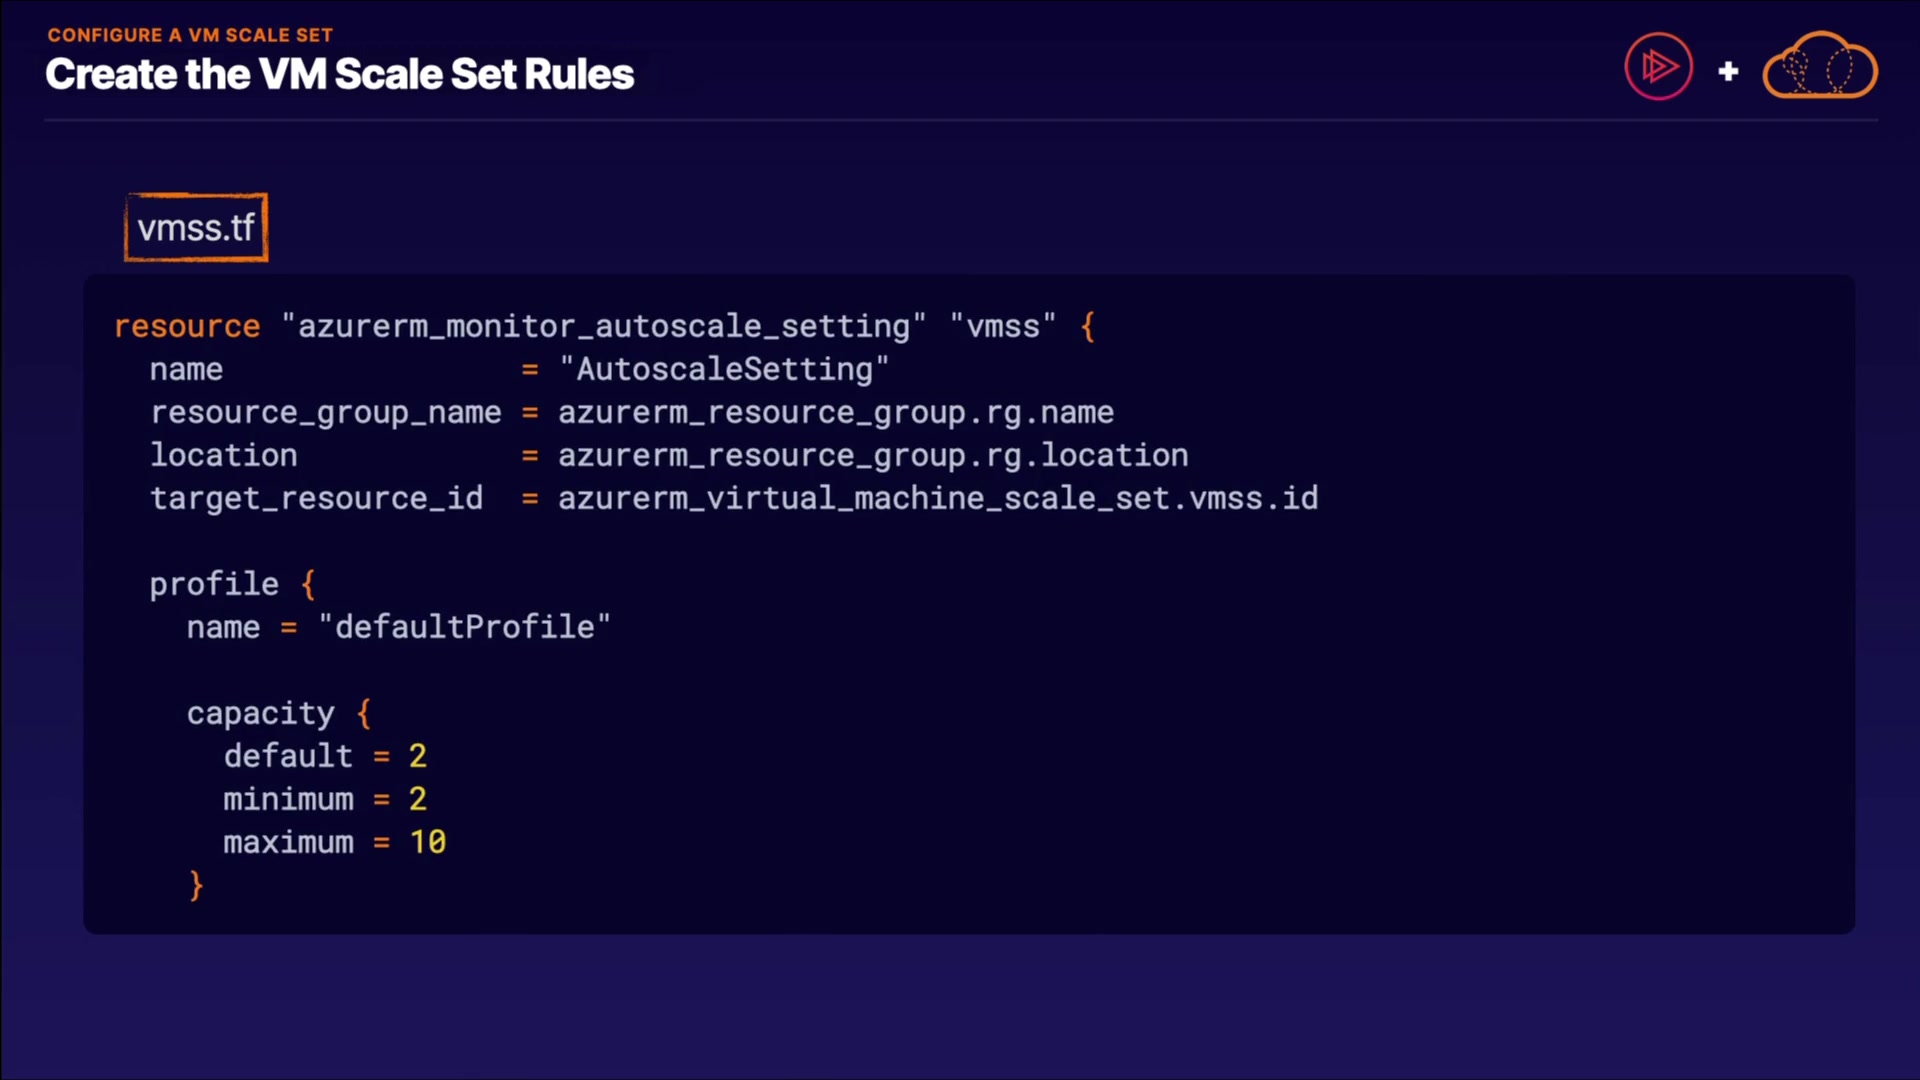 CONFIGURE A VM SCALE SET
Create the VM Scale Set Rules
+
vmss.tf
resource "azurerm_monitor_autoscale_setting" "vmss" {
  name                = "AutoscaleSetting"
  resource_group_name = azurerm_resource_group.rg.name
  location            = azurerm_resource_group.rg.location
  target_resource_id  = azurerm_virtual_machine_scale_set.vmss.id

  profile {
    name = "defaultProfile"

    capacity {
      default = 2
      minimum = 2
      maximum = 10
    }